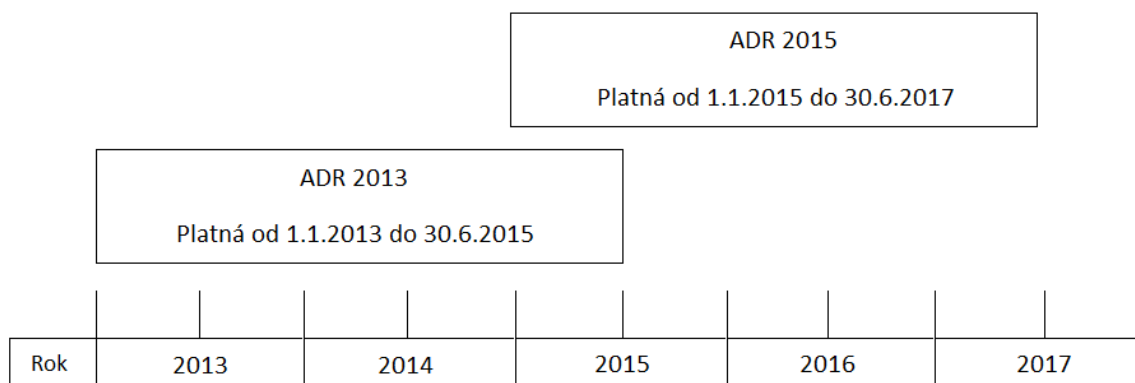 ADR 2015
Platná od 1.1.2015 do 30.6.2017
ADR 2013
Platná od 1.1.2013 do 30.6.2015
Rok 2013 2014 2015 2016 2017